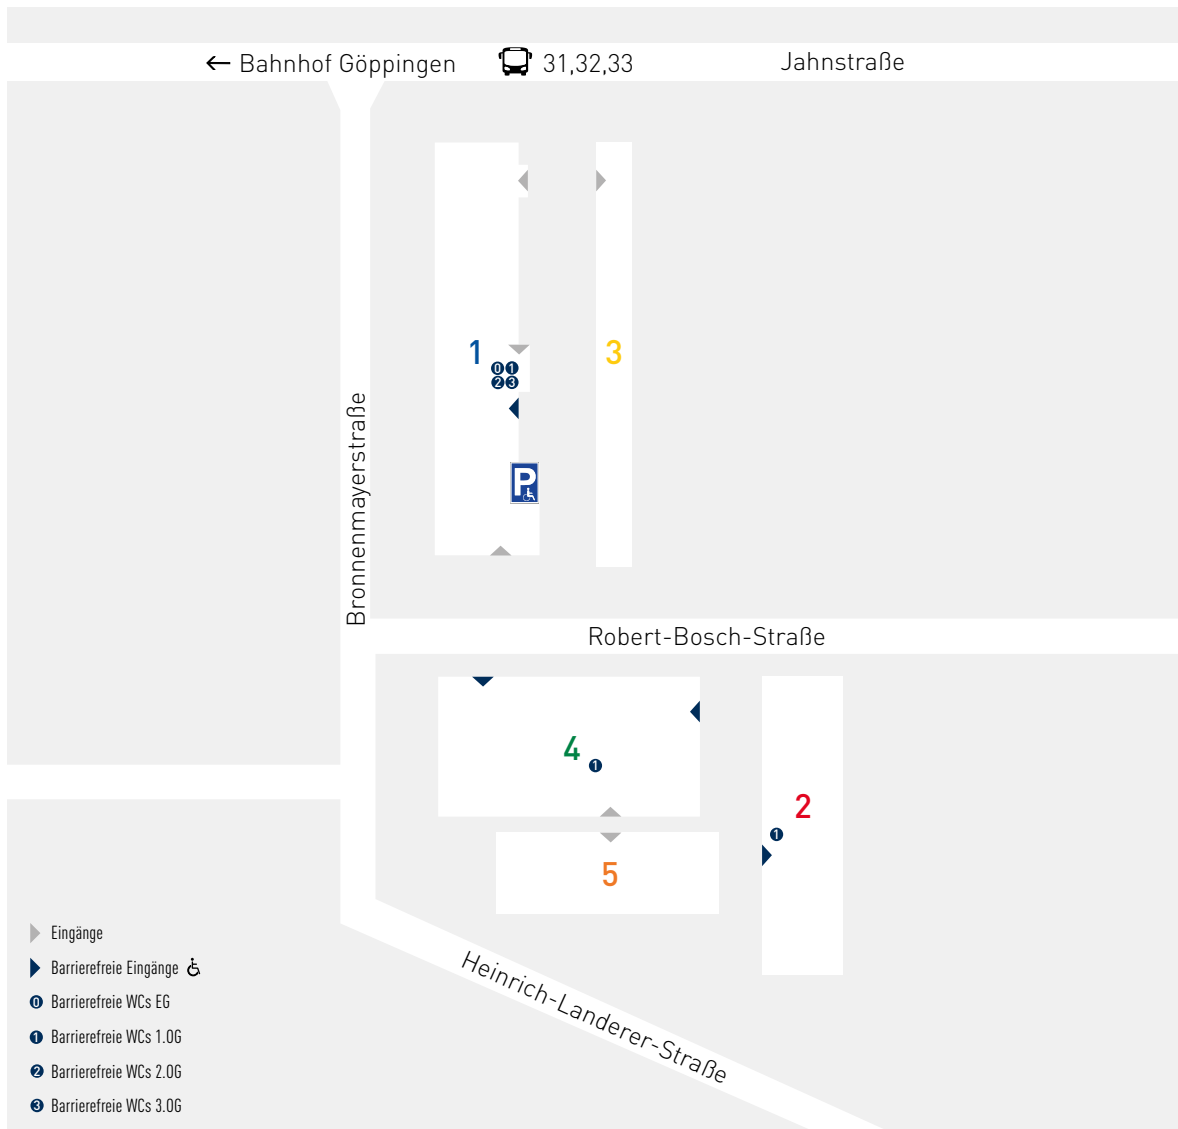 ← Bahnhof Göppingen 31,32,33 Jahnstraße
1
3
0 1
2 3
P
Bronnenmayerstraße
Robert-Bosch-Straße
4
1
2
1
5
Heinrich-Landerer-Straße
Eingänge
Barrierefreie Eingänge
0 Barrierefreie WCs EG
1 Barrierefreie WCs 1.OG
2 Barrierefreie WCs 2.OG
3 Barrierefreie WCs 3.OG